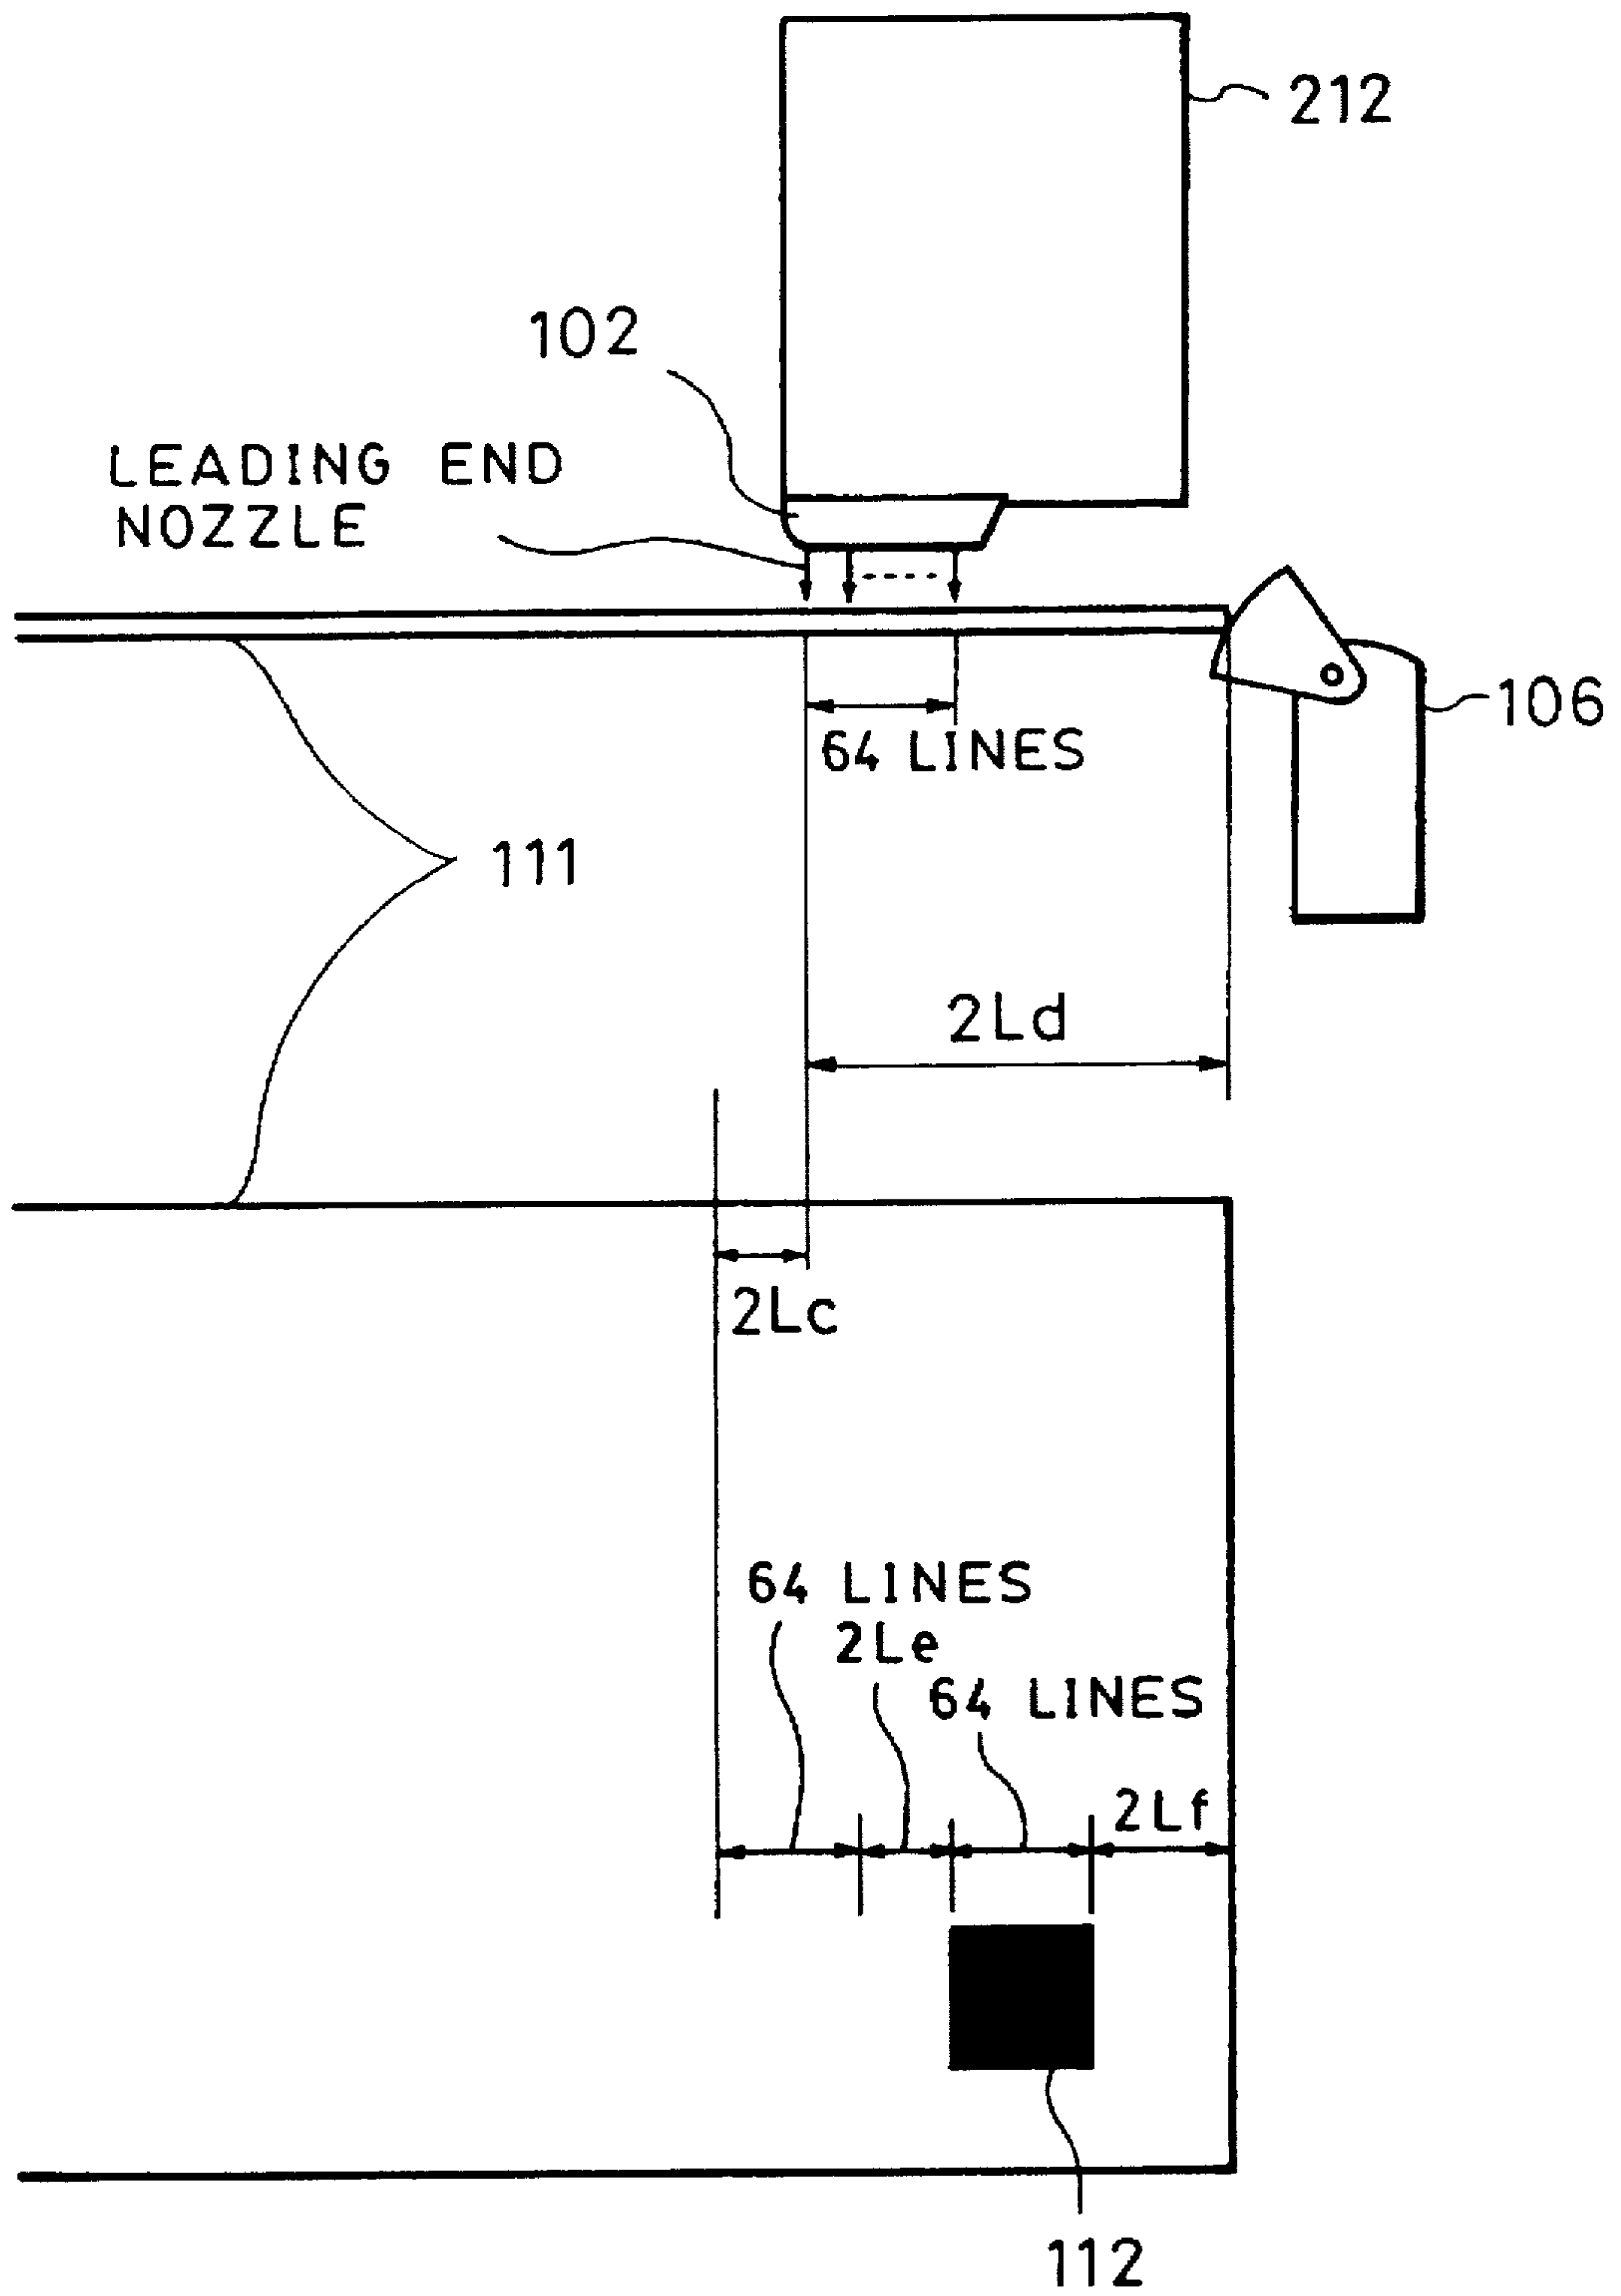 212
102
LEADING END
NOZZLE
106
64 LINES
111
2Ld
2Lc
64 LINES
2Le
64 LINES
2Lf
112